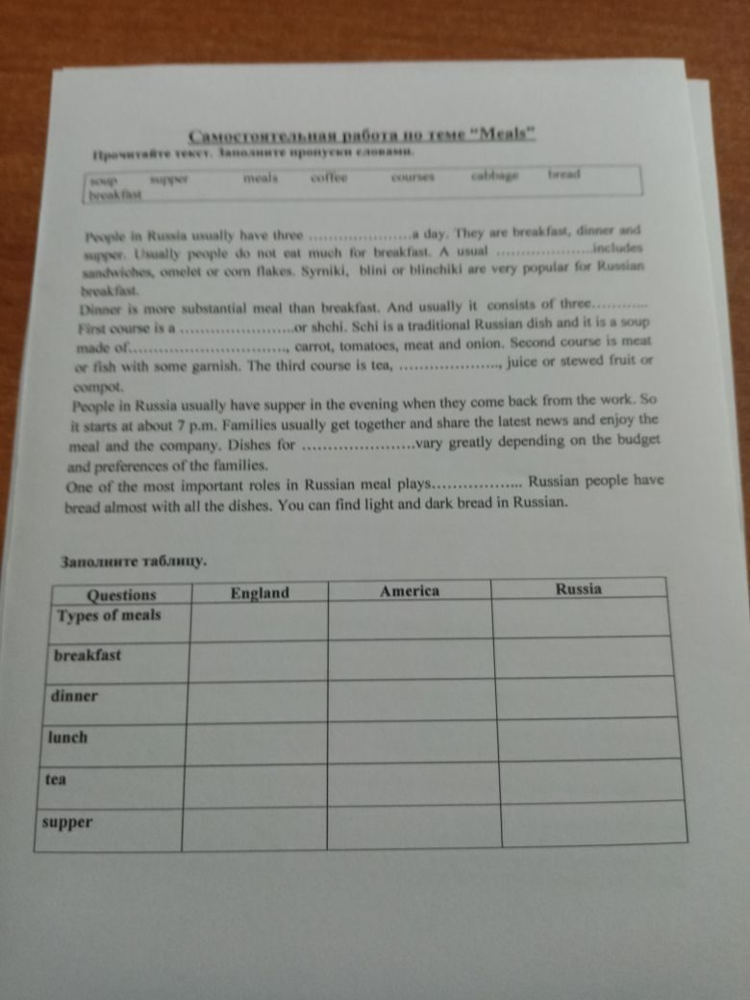 Самостоятельная работа по теме “Meals”
Прочитайте текст. Заполните пропуски словами.
soup supper meals coffee courses cabbage bread
breakfast
People in Russia usually have three ………………...a day. They are breakfast, dinner and
supper. Usually people do not eat much for breakfast. A usual ……………….includes
sandwiches, omelet or corn flakes. Syrniki, blini or blinchiki are very popular for Russian
breakfast.
Dinner is more substantial meal than breakfast. And usually it consists of three………..
First course is a …………………..or shchi. Schi is a traditional Russian dish and it is a soup
made of…………………………., carrot, tomatoes, meat and onion. Second course is meat
or fish with some garnish. The third course is tea, ………………..., juice or stewed fruit or
compot.
People in Russia usually have supper in the evening when they come back from the work. So
it starts at about 7 p.m. Families usually get together and share the latest news and enjoy the
meal and the company. Dishes for ………………….vary greatly depending on the budget
and preferences of the families.
One of the most important roles in Russian meal plays……………... Russian people have
bread almost with all the dishes. You can find light and dark bread in Russian.
Заполните таблицу.
Questions England America Russia
Types of meals
breakfast
dinner
lunch
tea
supper